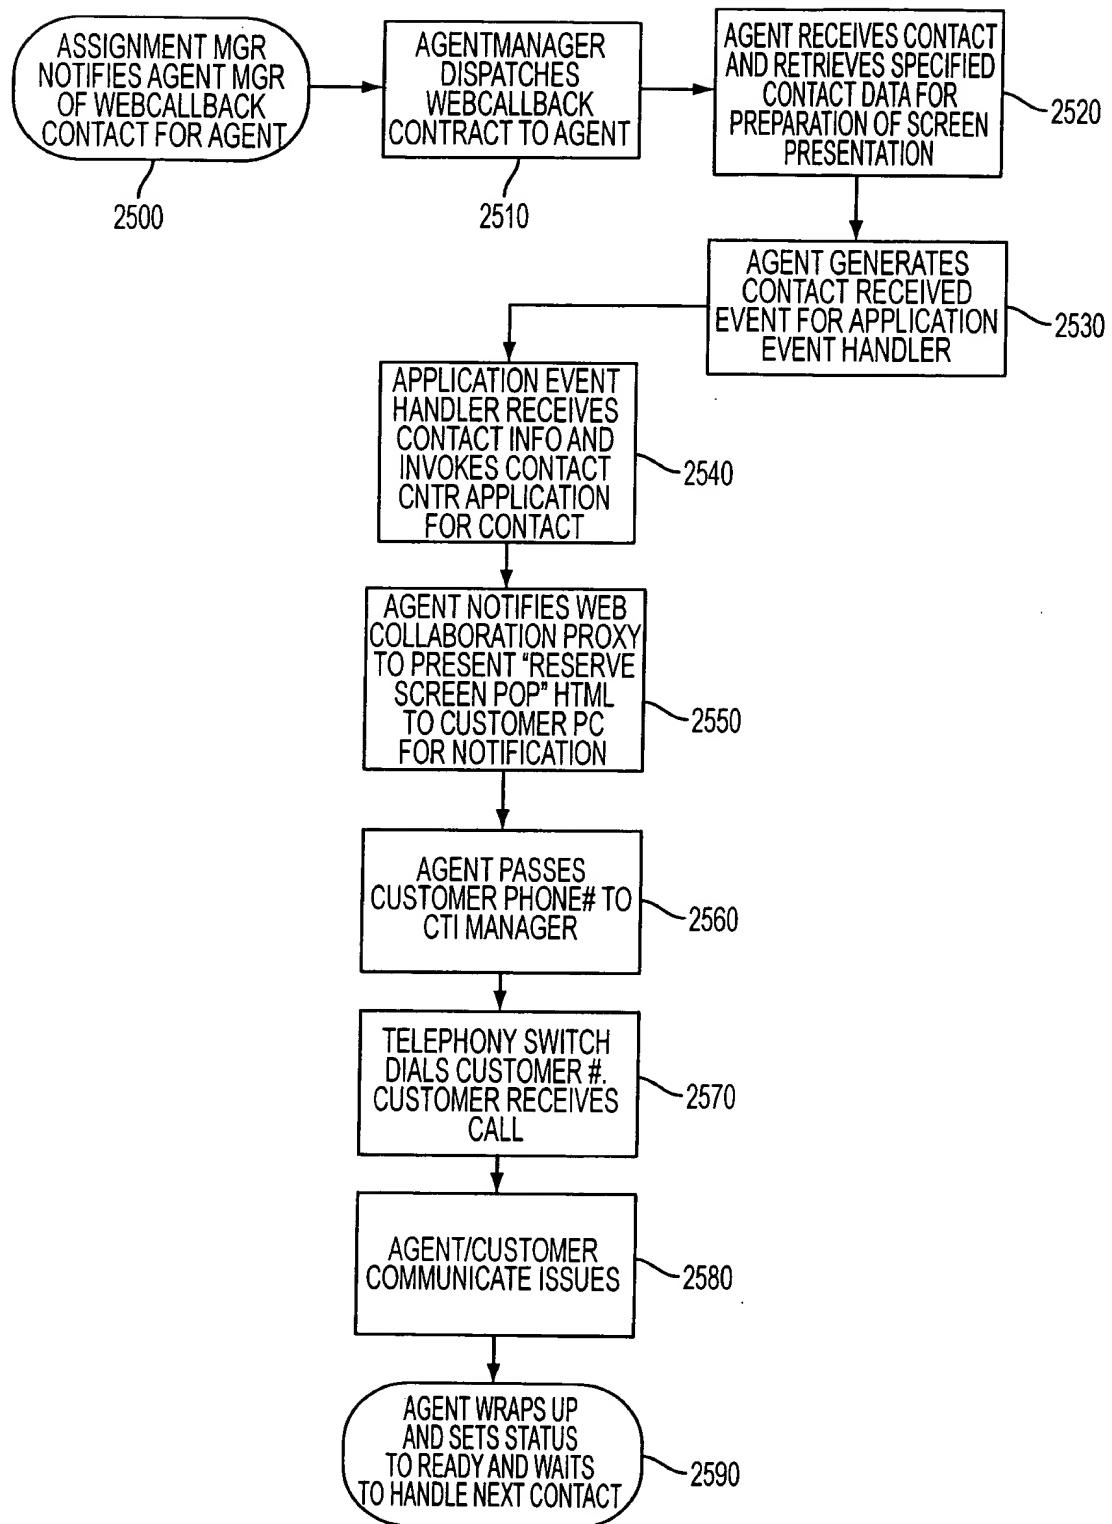 ASSIGNMENT MGR
NOTIFIES AGENT MGR
OF WEBCALLBACK
CONTACT FOR AGENT
2500
AGENTMANAGER
DISPATCHES
WEBCALLBACK
CONTRACT TO AGENT
2510
AGENT RECEIVES CONTACT
AND RETRIEVES SPECIFIED
CONTACT DATA FOR
PREPARATION OF SCREEN
PRESENTATION
2520
AGENT GENERATES
CONTACT RECEIVED
EVENT FOR APPLICATION
EVENT HANDLER
2530
APPLICATION EVENT
HANDLER RECEIVES
CONTACT INFO AND
INVOKES CONTACT
CNTR APPLICATION
FOR CONTACT
2540
AGENT NOTIFIES WEB
COLLABORATION PROXY
TO PRESENT "RESERVE
SCREEN POP" HTML
TO CUSTOMER PC
FOR NOTIFICATION
2550
AGENT PASSES
CUSTOMER PHONE# TO
CTI MANAGER
2560
TELEPHONY SWITCH
DIALS CUSTOMER #.
CUSTOMER RECEIVES
CALL
2570
AGENT/CUSTOMER
COMMUNICATE ISSUES
2580
AGENT WRAPS UP
AND SETS STATUS
TO READY AND WAITS
TO HANDLE NEXT CONTACT
2590